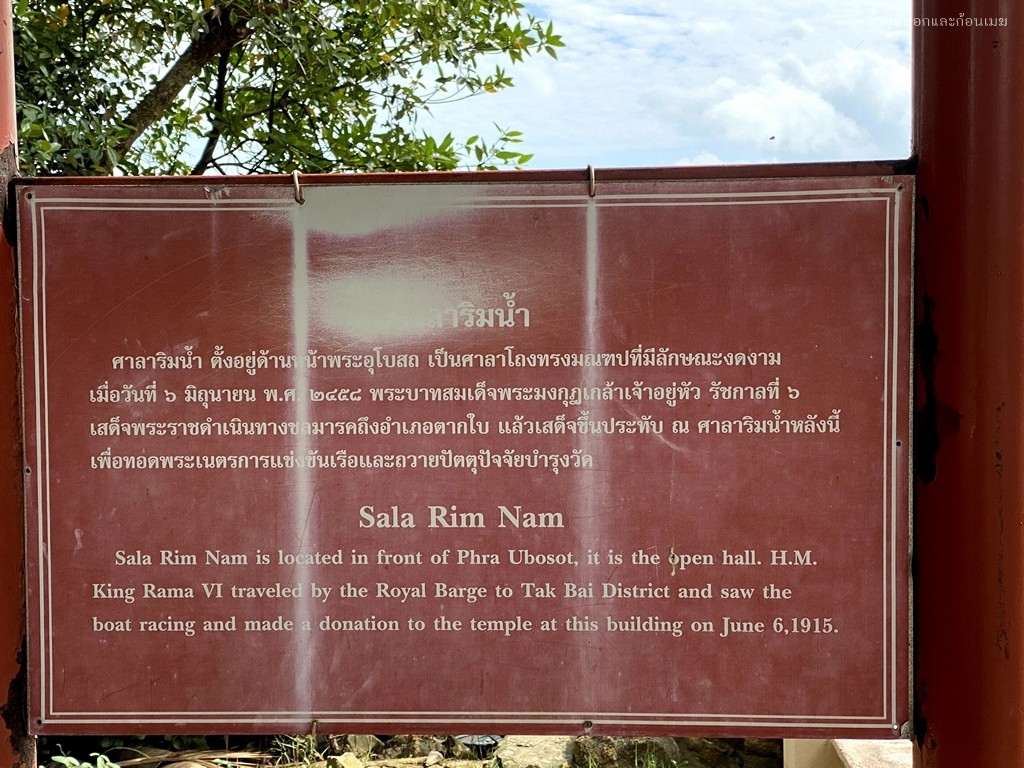 และก้อนเมฆ
ศาลาริมน้ำ ตั้งอยู่ด้านหน้าพระอุโบสถ เป็นศาลาโถงทรงมณฑปที่มีลักษณะงดงาม
เมื่อวันที่ ๖ มิถุนายน พ.ศ. ๒๔๕๘ พระบาทสมเด็จพระมงกุฎเกล้าเจ้าอยู่หัว รัชกาลที่ ๖
เสด็จพระราชดำเนินทางชลมารคถึงอำเภอตากใบ แล้วเสด็จขึ้นประทับ ณ ศาลาริมน้ำหลังนี้
เพื่อทอดพระเนตรการแข่งขันเรือและถวายปัตตุปัจจัยบำรุงวัด
Sala Rim Nam
Sala Rim Nam is located in front of Phra Ubosot, it is the open hall. H.M.
King Rama VI traveled by the Royal Barge to Tak Bai District and saw the
boat racing and made a donation to the temple at this building on June 6,1915.